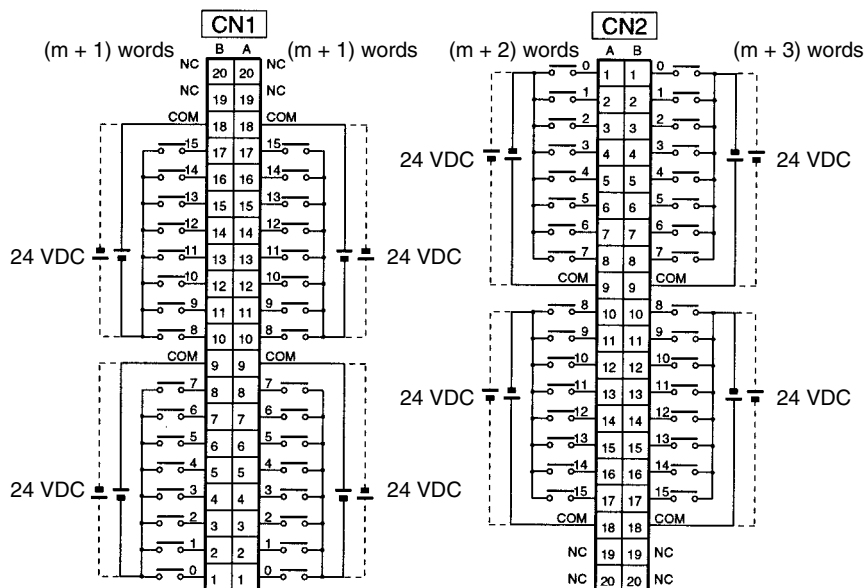 CN1
(m + 1) words B A (m + 1) words
NC 20 20 NC
NC 19 19 NC
COM 18 18 COM
15 17 17 15
14 16 16 14
13 15 15 13
12 14 14 12
24 VDC 11 13 13 11 24 VDC
10 12 12 10
9 11 11 9
8 10 10 8
COM 9 9 COM
7 8 8 7
6 7 7 6
5 6 6 5
4 5 5 4
24 VDC 3 4 4 3 24 VDC
2 3 3 2
1 2 2 1
0 1 1 0
CN2
(m + 2) words A B (m + 3) words
0 1 1 0
1 2 2 1
2 3 3 2
24 VDC 3 4 4 3 24 VDC
4 5 5 4
5 6 6 5
6 7 7 6
7 8 8 7
COM 9 9 COM
8 10 10 8
9 11 11 9
10 12 12 10
24 VDC 11 13 13 11 24 VDC
12 14 14 12
13 15 15 13
14 16 16 14
15 17 17 15
COM 18 18 COM
NC 19 19 NC
NC 20 20 NC